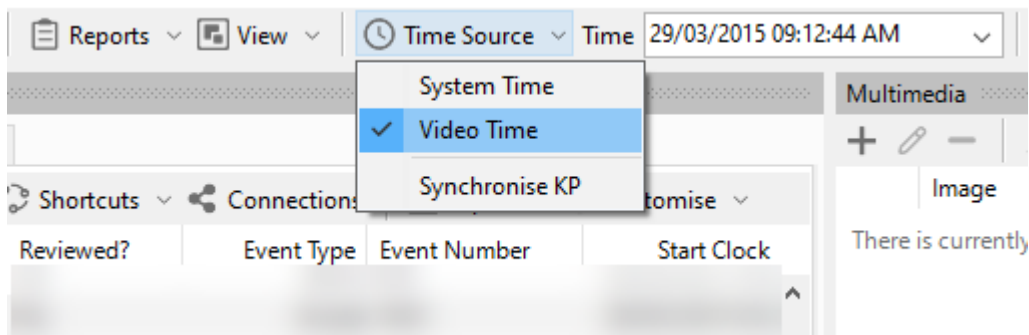 Reports View Time Source Time 29/03/2015 09:12:44 AM
System Time
Multimedia
Video Time
Synchronise KP
Shortcuts Connections tomise
Image
Reviewed? Event Type Event Number Start Clock
There is currently